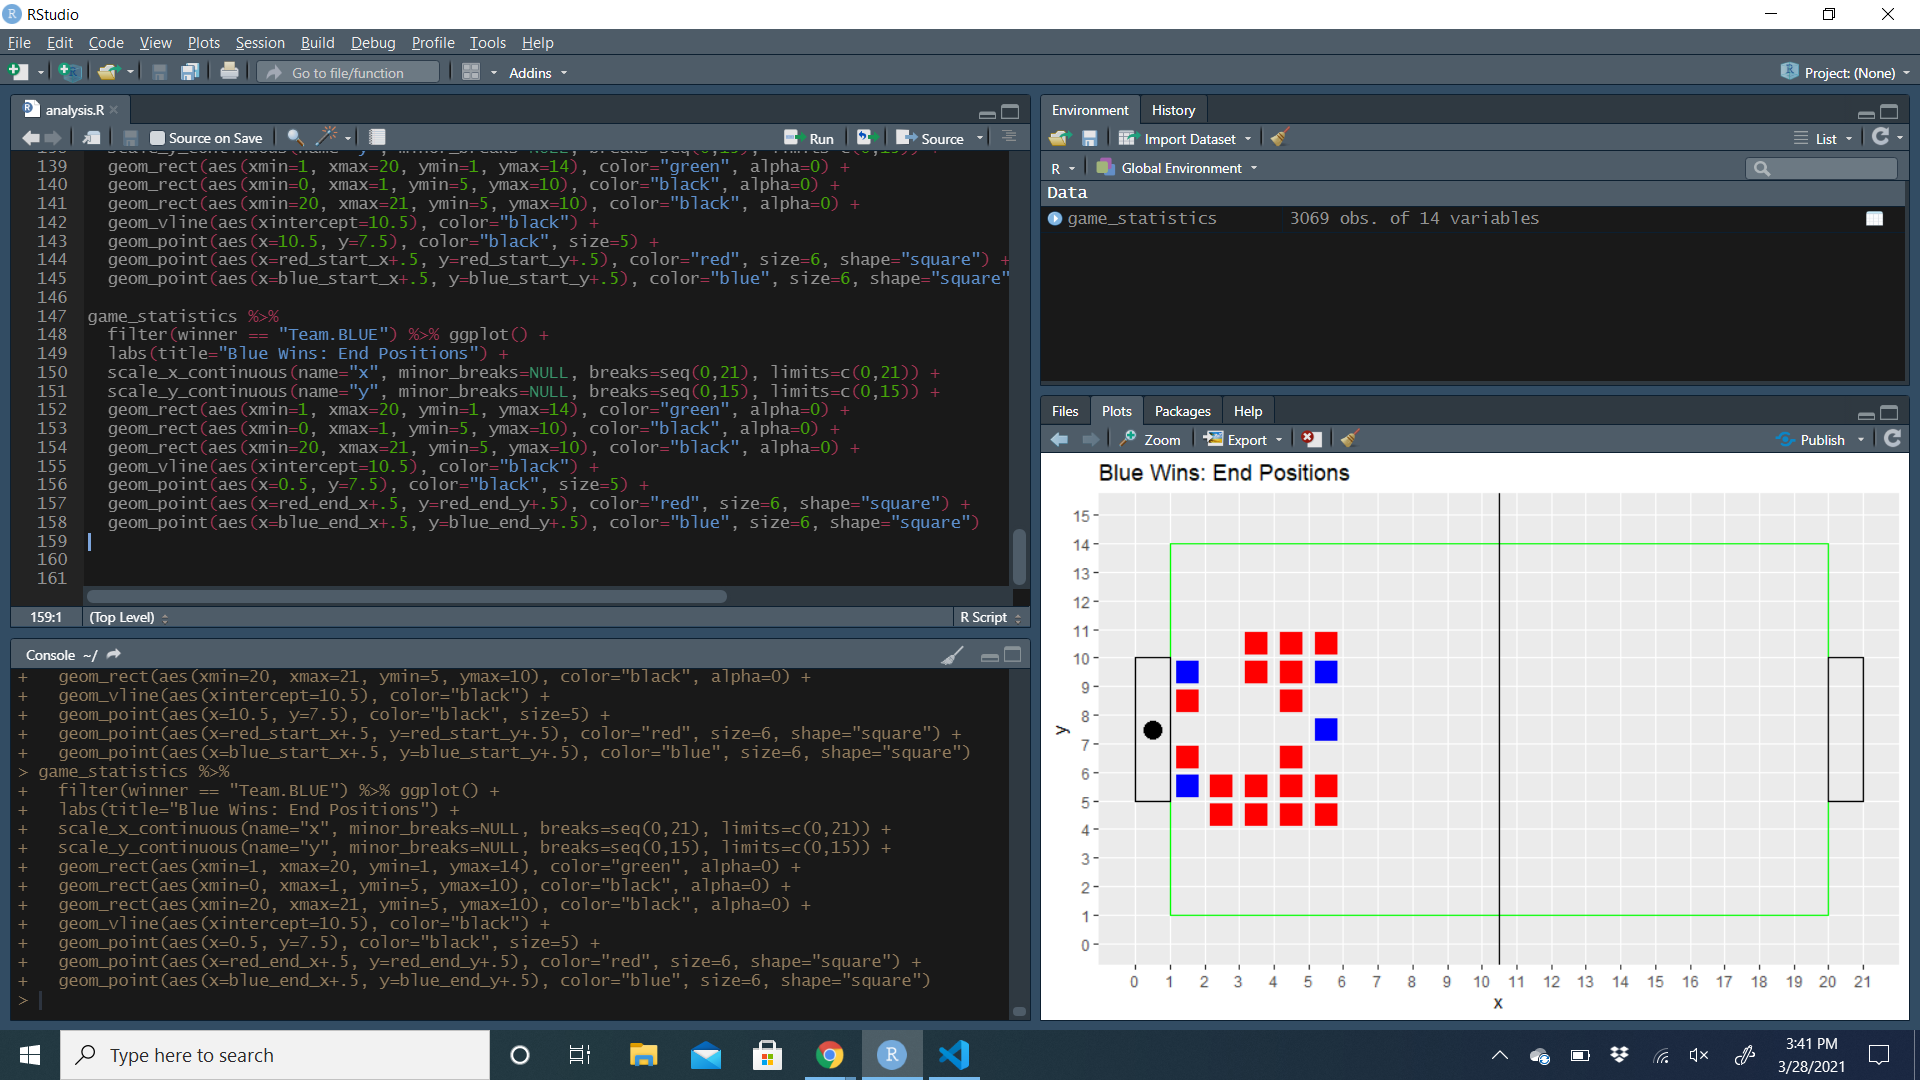 RStudio
File Edit Code View Plots Session Build Debug Profile Tools Help
Go to file/function Addins Project: (None)
analysis.R
Source on Save Run Source
139 geom_rect(aes(xmin=1, xmax=20, ymin=1, ymax=14), color="green", alpha=0) +
140 geom_rect(aes(xmin=0, xmax=1, ymin=5, ymax=10), color="black", alpha=0) +
141 geom_rect(aes(xmin=20, xmax=21, ymin=5, ymax=10), color="black", alpha=0) +
142 geom_vline(aes(xintercept=10.5), color="black") +
143 geom_point(aes(x=10.5, y=7.5), color="black", size=5) +
144 geom_point(aes(x=red_start_x+.5, y=red_start_y+.5), color="red", size=6, shape="square") +
145 geom_point(aes(x=blue_start_x+.5, y=blue_start_y+.5), color="blue", size=6, shape="square"
146
147 game_statistics %>%
148 filter(winner == "Team.BLUE") %>% ggplot() +
149 labs(title="Blue Wins: End Positions") +
150 scale_x_continuous(name="x", minor_breaks=NULL, breaks=seq(0,21), limits=c(0,21)) +
151 scale_y_continuous(name="y", minor_breaks=NULL, breaks=seq(0,15), limits=c(0,15)) +
152 geom_rect(aes(xmin=1, xmax=20, ymin=1, ymax=14), color="green", alpha=0) +
153 geom_rect(aes(xmin=0, xmax=1, ymin=5, ymax=10), color="black", alpha=0) +
154 geom_rect(aes(xmin=20, xmax=21, ymin=5, ymax=10), color="black", alpha=0) +
155 geom_vline(aes(xintercept=10.5), color="black") +
156 geom_point(aes(x=0.5, y=7.5), color="black", size=5) +
157 geom_point(aes(x=red_end_x+.5, y=red_end_y+.5), color="red", size=6, shape="square") +
158 geom_point(aes(x=blue_end_x+.5, y=blue_end_y+.5), color="blue", size=6, shape="square")
159
160
161
159:1 (Top Level) R Script
Console ~/
+ geom_rect(aes(xmin=20, xmax=21, ymin=5, ymax=10), color="black", alpha=0) +
+ geom_vline(aes(xintercept=10.5), color="black") +
+ geom_point(aes(x=10.5, y=7.5), color="black", size=5) +
+ geom_point(aes(x=red_start_x+.5, y=red_start_y+.5), color="red", size=6, shape="square") +
+ geom_point(aes(x=blue_start_x+.5, y=blue_start_y+.5), color="blue", size=6, shape="square")
> game_statistics %>%
+ filter(winner == "Team.BLUE") %>% ggplot() +
+ labs(title="Blue Wins: End Positions") +
+ scale_x_continuous(name="x", minor_breaks=NULL, breaks=seq(0,21), limits=c(0,21)) +
+ scale_y_continuous(name="y", minor_breaks=NULL, breaks=seq(0,15), limits=c(0,15)) +
+ geom_rect(aes(xmin=1, xmax=20, ymin=1, ymax=14), color="green", alpha=0) +
+ geom_rect(aes(xmin=0, xmax=1, ymin=5, ymax=10), color="black", alpha=0) +
+ geom_rect(aes(xmin=20, xmax=21, ymin=5, ymax=10), color="black", alpha=0) +
+ geom_vline(aes(xintercept=10.5), color="black") +
+ geom_point(aes(x=0.5, y=7.5), color="black", size=5) +
+ geom_point(aes(x=red_end_x+.5, y=red_end_y+.5), color="red", size=6, shape="square") +
+ geom_point(aes(x=blue_end_x+.5, y=blue_end_y+.5), color="blue", size=6, shape="square")
>
Environment History
Import Dataset List
R Global Environment
Data
game_statistics 3069 obs. of 14 variables
Files Plots Packages Help
Zoom Export Publish
Blue Wins: End Positions
15
14
13
12
11
10
9
8
7
6
5
4
3
2
1
0
y
0 1 2 3 4 5 6 7 8 9 10 11 12 13 14 15 16 17 18 19 20 21
x
Type here to search
3:41 PM
3/28/2021